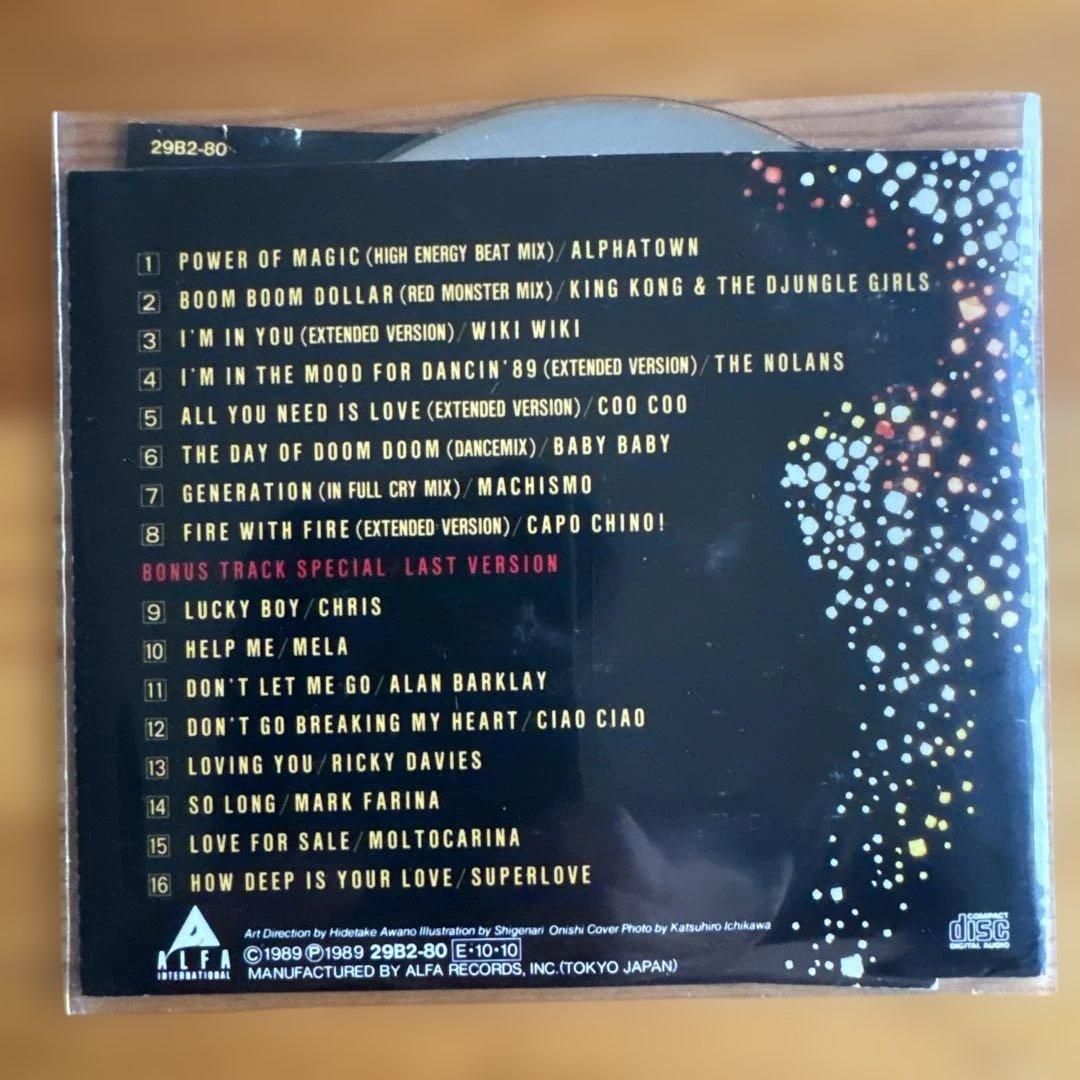 29B2-80
1 POWER OF MAGIC (HIGH ENERGY BEAT MIX) / ALPHATOWN
2 BOOM BOOM DOLLAR (RED MONSTER MIX) / KING KONG & THE DJUNGLE GIRLS
3 I'M IN YOU (EXTENDED VERSION) / WIKI WIKI
4 I'M IN THE MOOD FOR DANCIN' 89 (EXTENDED VERSION) / THE NOLANS
5 ALL YOU NEED IS LOVE (EXTENDED VERSION) / COO COO
6 THE DAY OF DOOM DOOM (DANCEMIX) / BABY BABY
7 GENERATION (IN FULL CRY MIX) / MACHISMO
8 FIRE WITH FIRE (EXTENDED VERSION) / CAPO CHINO!
BONUS TRACK SPECIAL / LAST VERSION
9 LUCKY BOY / CHRIS
10 HELP ME / MELA
11 DON'T LET ME GO / ALAN BARKLAY
12 DON'T GO BREAKING MY HEART / CIAO CIAO
13 LOVING YOU / RICKY DAVIES
14 SO LONG / MARK FARINA
15 LOVE FOR SALE / MOLTOCARINA
16 HOW DEEP IS YOUR LOVE / SUPERLOVE
ALFA
INTERNATIONAL
Art Direction by Hidetake Awano Illustration by Shigenari Onishi Cover Photo by Katsuhiro Ichikawa
©1989 Ⓟ1989 29B2-80 E·10·10
MANUFACTURED BY ALFA RECORDS, INC. (TOKYO JAPAN)
COMPACT
disc
DIGITAL AUDIO